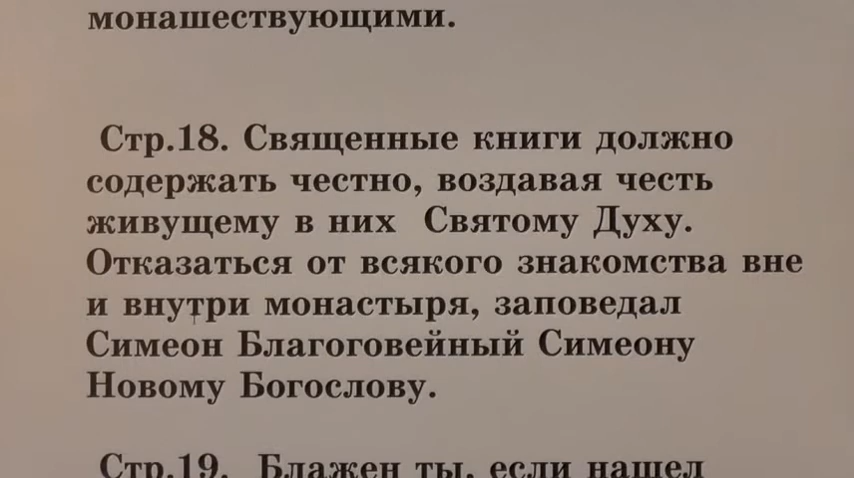 монашествующими.
Стр.18. Священные книги должно
содержать честно, воздавая честь
живущему в них Святому Духу.
Отказаться от всякого знакомства вне
и внутри монастыря, заповедал
Симеон Благоговейный Симеону
Новому Богослову.
Стр.19. Блажен ты, если нашел